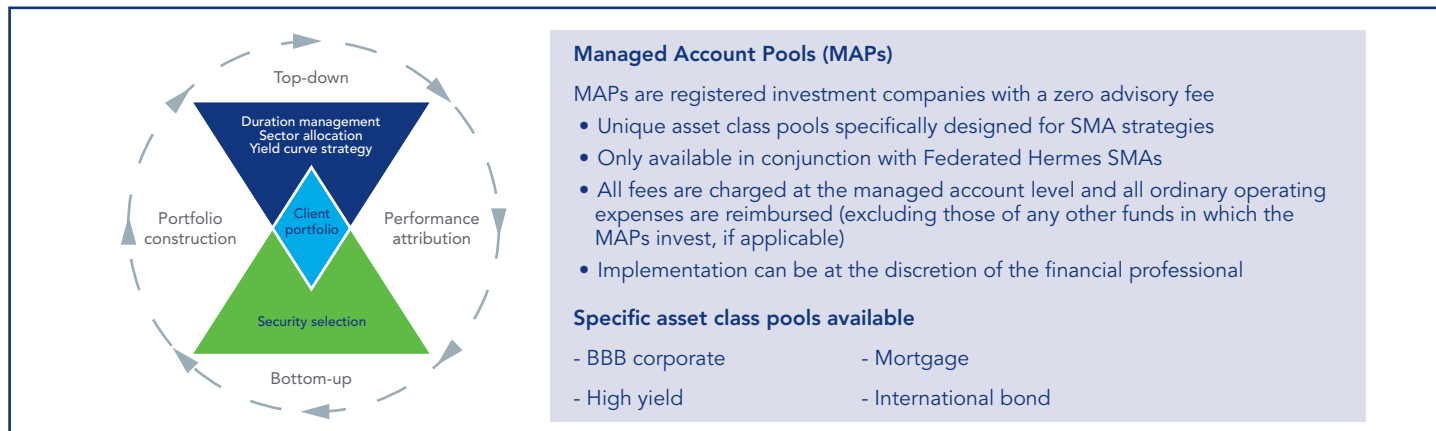 Top-down
Duration management
Sector allocation
Yield curve strategy
Portfolio
construction
Client
portfolio
Performance
attribution
Security selection
Bottom-up
Managed Account Pools (MAPs)
MAPs are registered investment companies with a zero advisory fee
• Unique asset class pools specifically designed for SMA strategies
• Only available in conjunction with Federated Hermes SMAs
• All fees are charged at the managed account level and all ordinary operating
expenses are reimbursed (excluding those of any other funds in which the
MAPs invest, if applicable)
• Implementation can be at the discretion of the financial professional
Specific asset class pools available
- BBB corporate - Mortgage
- High yield - International bond